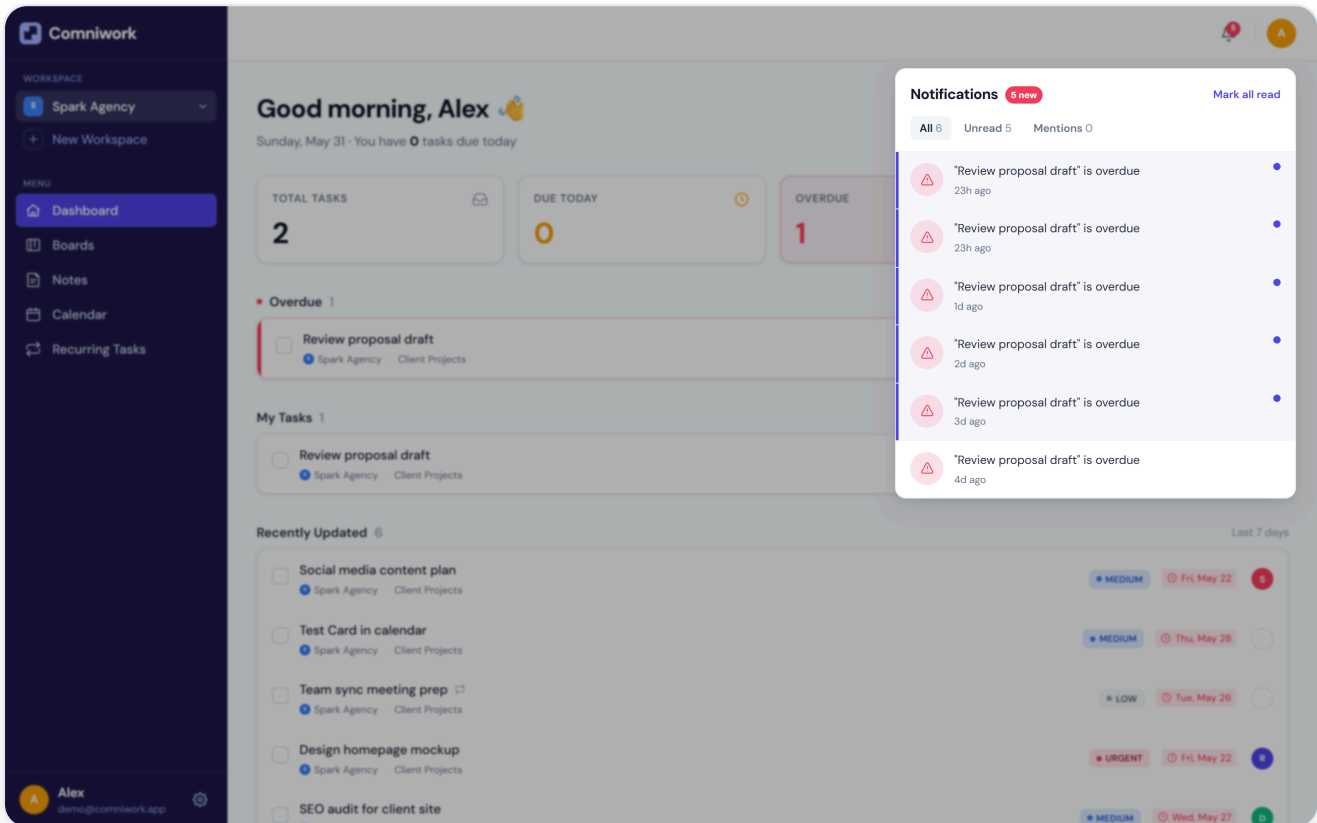 Comniwork
WORKSPACE
S Spark Agency
+ New Workspace
MENU
Dashboard
Boards
Notes
Calendar
Recurring Tasks
A Alex
demo@comniwork.app
5
A
Good morning, Alex 👋
Sunday, May 31 · You have 0 tasks due today
TOTAL TASKS
2
DUE TODAY
0
OVERDUE
1
Overdue 1
Review proposal draft
Spark Agency Client Projects
My Tasks 1
Review proposal draft
Spark Agency Client Projects
Recently Updated 6
Last 7 days
Social media content plan
Spark Agency Client Projects
MEDIUM Fri, May 22 S
Test Card in calendar
Spark Agency Client Projects
MEDIUM Thu, May 28
Team sync meeting prep
Spark Agency Client Projects
LOW Tue, May 26
Design homepage mockup
Spark Agency Client Projects
URGENT Fri, May 22 R
SEO audit for client site
MEDIUM Wed, May 27 D
Notifications 5 new Mark all read
All 6 Unread 5 Mentions 0
"Review proposal draft" is overdue
23h ago
"Review proposal draft" is overdue
23h ago
"Review proposal draft" is overdue
1d ago
"Review proposal draft" is overdue
2d ago
"Review proposal draft" is overdue
3d ago
"Review proposal draft" is overdue
4d ago